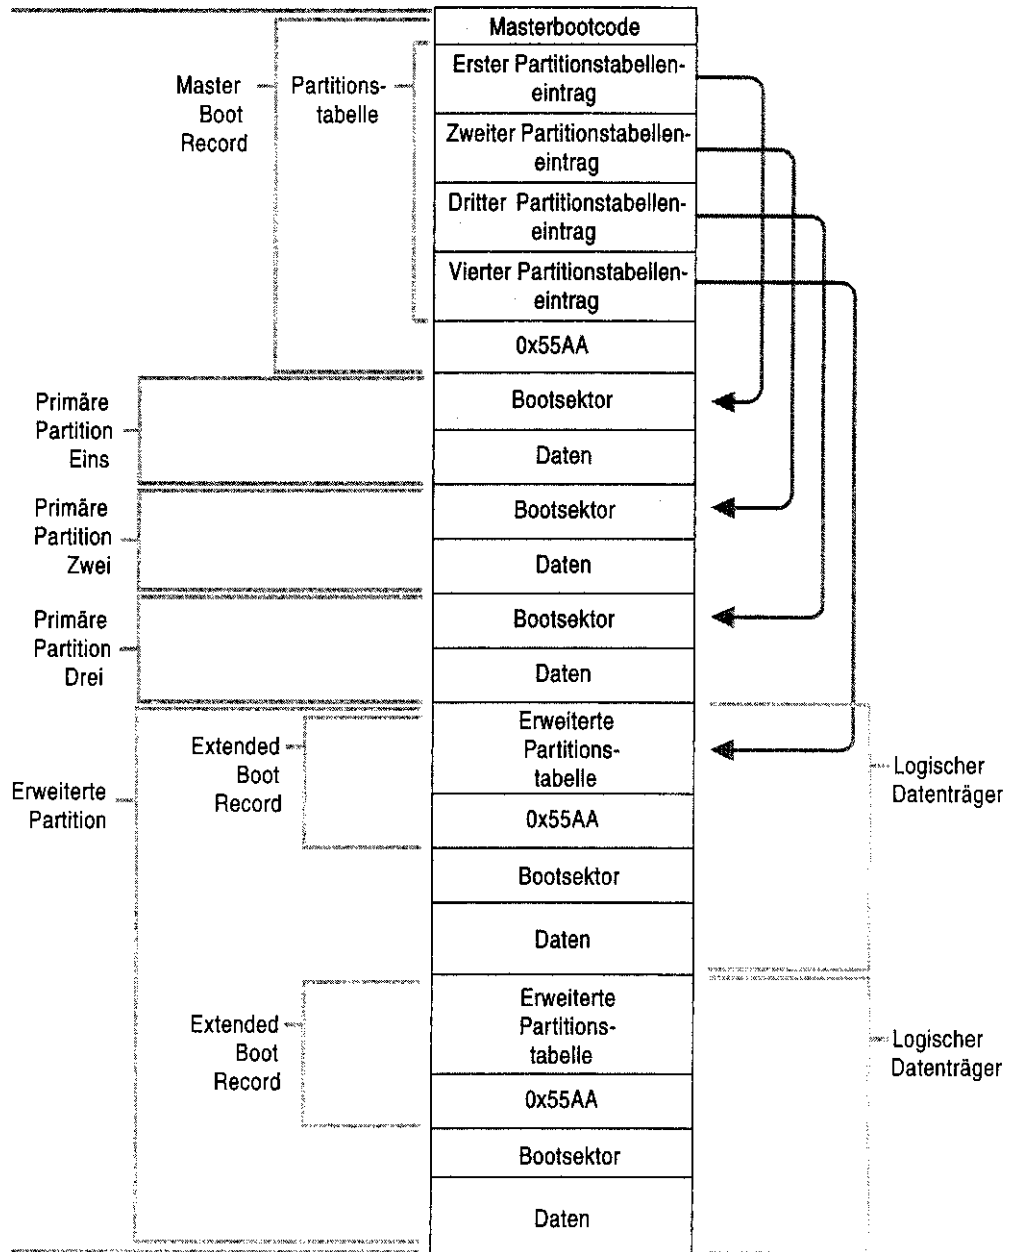 Masterbootcode
Erster Partitionstabellen-
eintrag
Master
Boot
Record
Partitions-
tabelle
Zweiter Partitionstabellen-
eintrag
Dritter Partitionstabellen-
eintrag
Vierter Partitionstabellen-
eintrag
0x55AA
Primäre
Partition
Eins
Bootsektor
Daten
Primäre
Partition
Zwei
Bootsektor
Daten
Primäre
Partition
Drei
Bootsektor
Daten
Erweiterte
Partition
Extended
Boot
Record
Erweiterte
Partitions-
tabelle
Logischer
Datenträger
0x55AA
Bootsektor
Daten
Extended
Boot
Record
Erweiterte
Partitions-
tabelle
Logischer
Datenträger
0x55AA
Bootsektor
Daten